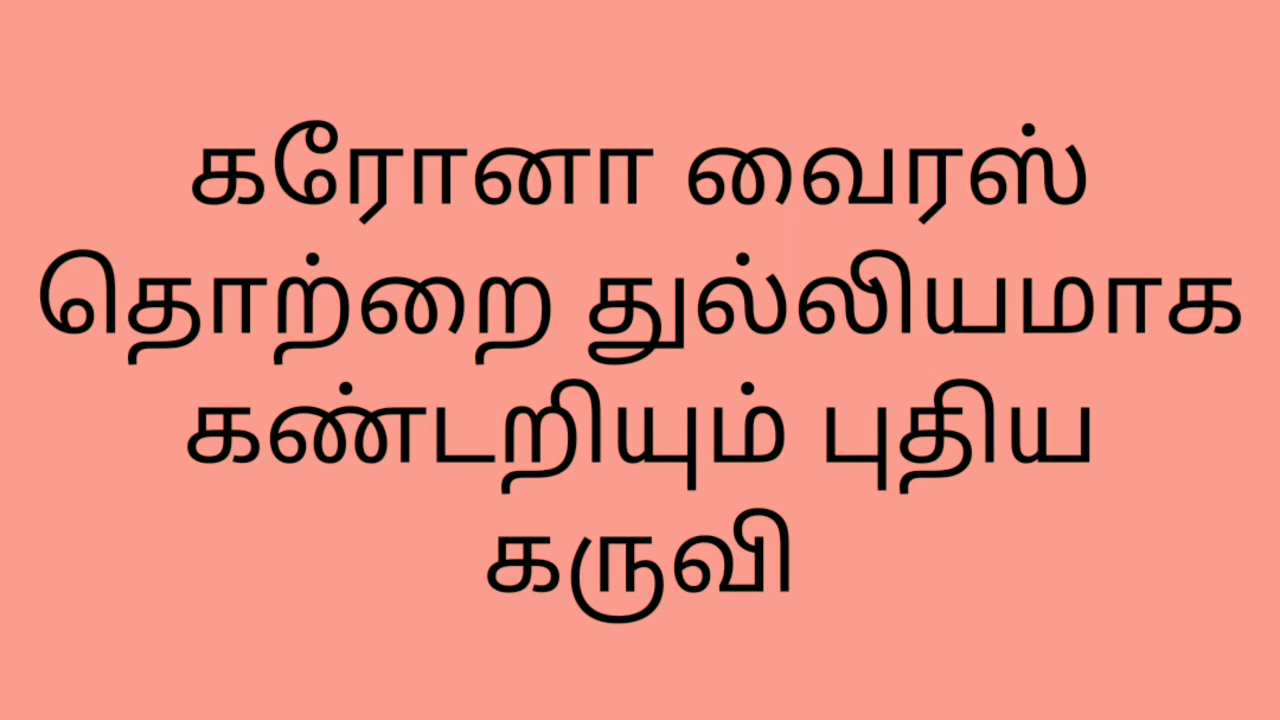 கரோனா வைரஸ்
தொற்றை துல்லியமாக
கண்டறியும் புதிய
கருவி